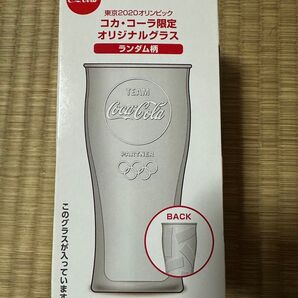 東京2020オリンピック
コカ・コーラ限定
オリジナルグラス
ランダム柄
TEAM
Coca-Cola
PARTNER
BACK
このグラスが入っています